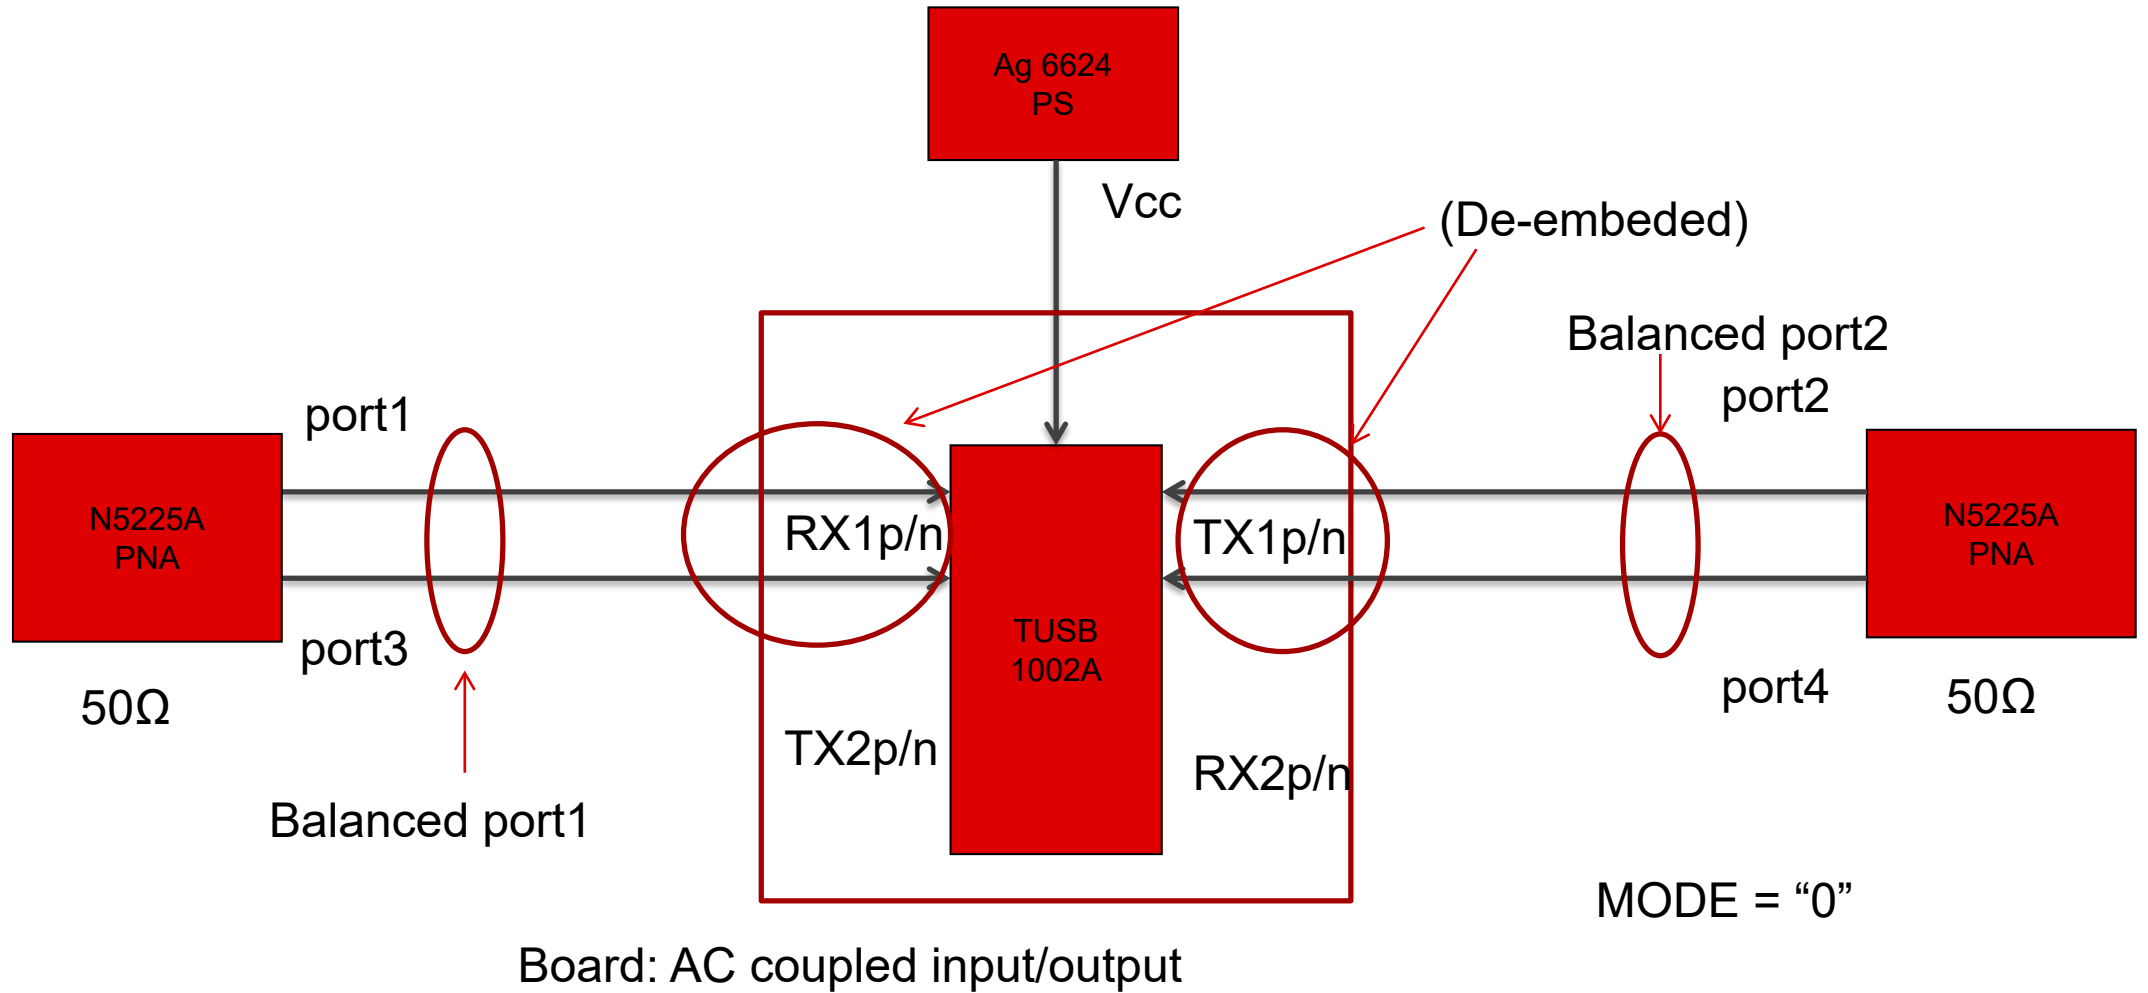 Ag 6624
PS
Vcc
(De-embeded)
Balanced port2
port1
port2
N5225A
PNA
RX1p/n
TX1p/n
N5225A
PNA
port3
TUSB
1002A
port4
50Ω
50Ω
TX2p/n
RX2p/n
Balanced port1
MODE = “0”
Board: AC coupled input/output